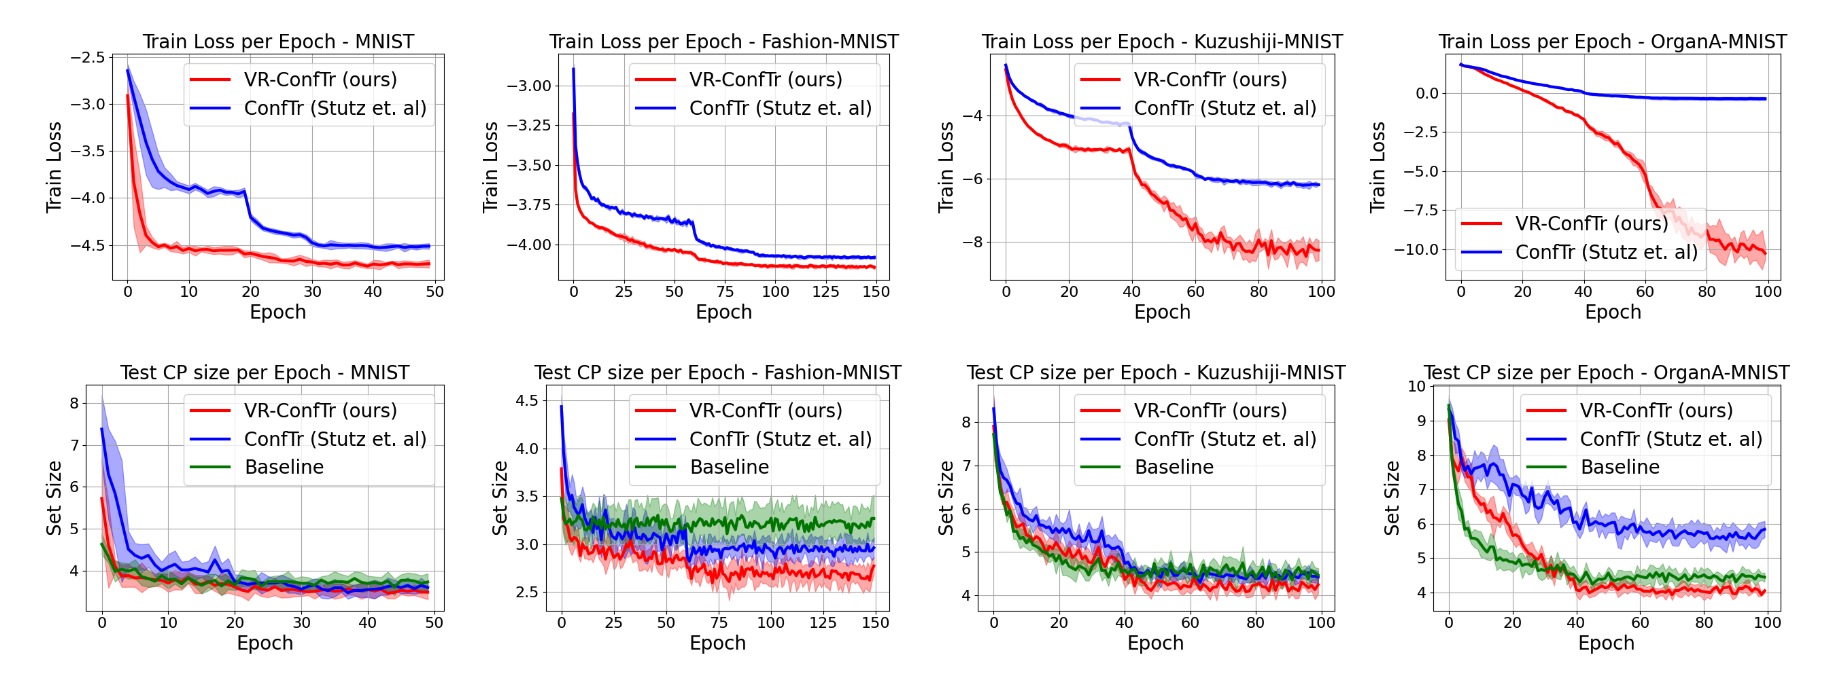 Train Loss per Epoch - MNIST
Train Loss
−2.5
−3.0
−3.5
−4.0
−4.5
VR-ConfTr (ours)
ConfTr (Stutz et. al)
0 10 20 30 40 50
Epoch
Train Loss per Epoch - Fashion-MNIST
Train Loss
−3.00
−3.25
−3.50
−3.75
−4.00
VR-ConfTr (ours)
ConfTr (Stutz et. al)
0 25 50 75 100 125 150
Epoch
Train Loss per Epoch - Kuzushiji-MNIST
Train Loss
−4
−6
−8
VR-ConfTr (ours)
ConfTr (Stutz et. al)
0 20 40 60 80 100
Epoch
Train Loss per Epoch - OrganA-MNIST
Train Loss
0.0
−2.5
−5.0
−7.5
−10.0
VR-ConfTr (ours)
ConfTr (Stutz et. al)
0 20 40 60 80 100
Epoch
Test CP size per Epoch - MNIST
Set Size
8
7
6
5
4
VR-ConfTr (ours)
ConfTr (Stutz et. al)
Baseline
0 10 20 30 40 50
Epoch
Test CP size per Epoch - Fashion-MNIST
Set Size
4.5
4.0
3.5
3.0
2.5
VR-ConfTr (ours)
ConfTr (Stutz et. al)
Baseline
0 25 50 75 100 125 150
Epoch
Test CP size per Epoch - Kuzushiji-MNIST
Set Size
8
7
6
5
4
VR-ConfTr (ours)
ConfTr (Stutz et. al)
Baseline
0 20 40 60 80 100
Epoch
Test CP size per Epoch - OrganA-MNIST
Set Size
10
9
8
7
6
5
4
VR-ConfTr (ours)
ConfTr (Stutz et. al)
Baseline
0 20 40 60 80 100
Epoch